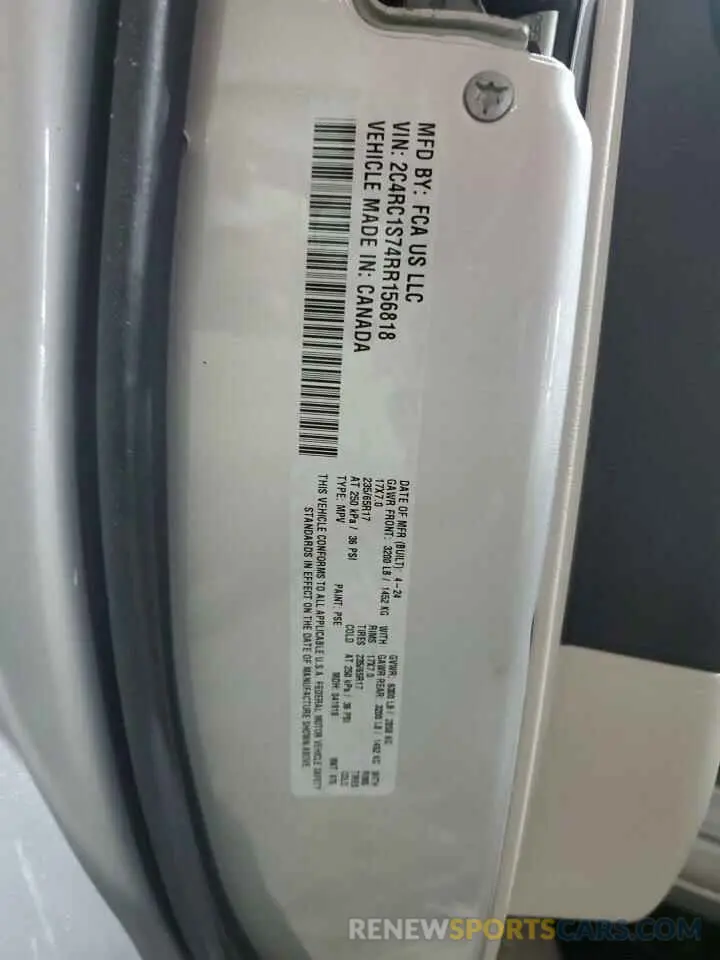 MFD BY: FCA US LLC
VIN: 2C4RC1S74RR156818
VEHICLE MADE IN: CANADA
DATE OF MFR (BUILT): 4-24 GVWR: 6300 LB / 2858 KG
GAWR FRONT: 3200 LB / 1452 KG WITH GAWR REAR: 3200 LB / 1452 KG WITH
17X7.0 RIMS 17X7.0 RIMS
235/65R17 TIRES 235/65R17 TIRES
AT 250 kPa / 36 PSI COLD AT 250 kPa / 36 PSI COLD
TYPE: MPV PAINT: PSE MDH: 041818
THIS VEHICLE CONFORMS TO ALL APPLICABLE U.S.A. FEDERAL MOTOR VEHICLE SAFETY
STANDARDS IN EFFECT ON THE DATE OF MANUFACTURE SHOWN ABOVE.
RENEWSPORTSCARS.COM